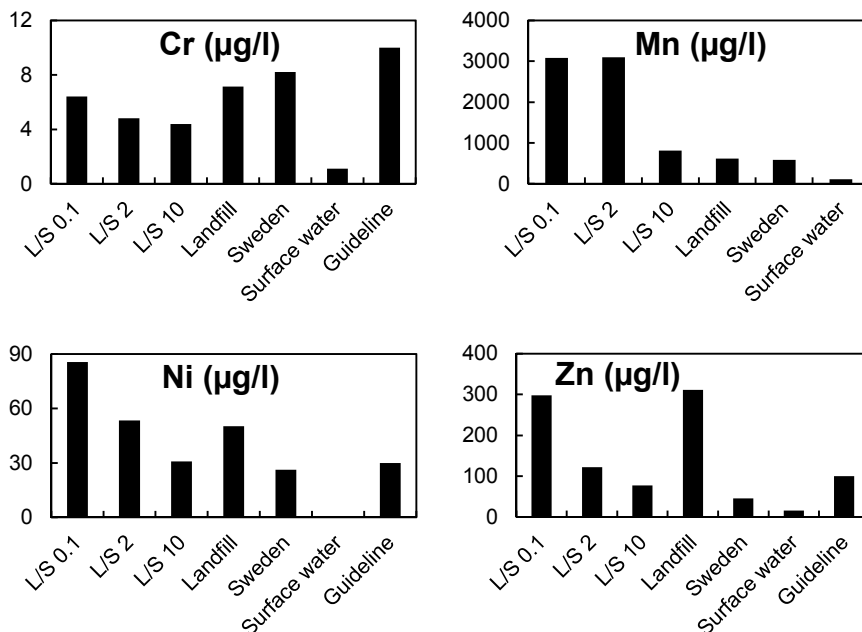 Cr (µg/l)
12
8
4
0
L/S 0.1
L/S 2
L/S 10
Landfill
Sweden
Surface water
Guideline
Mn (µg/l)
4000
3000
2000
1000
0
L/S 0.1
L/S 2
L/S 10
Landfill
Sweden
Surface water
Ni (µg/l)
90
60
30
0
L/S 0.1
L/S 2
L/S 10
Landfill
Sweden
Surface water
Guideline
Zn (µg/l)
400
300
200
100
0
L/S 0.1
L/S 2
L/S 10
Landfill
Sweden
Surface water
Guideline